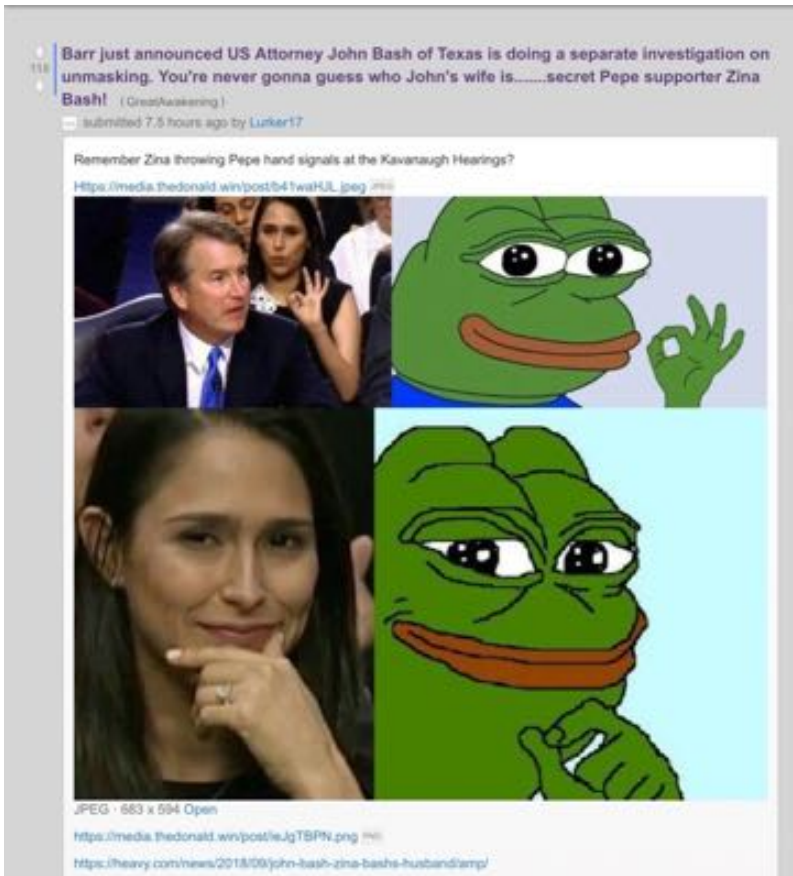 118
Barr just announced US Attorney John Bash of Texas is doing a separate investigation on
unmasking. You're never gonna guess who John's wife is.......secret Pepe supporter Zina
Bash! (GreatAwakening)
submitted 7.5 hours ago by Lurker17
Remember Zina throwing Pepe hand signals at the Kavanaugh Hearings?
Https://media.thedonald.win/post/b41waHJL.jpeg JPEG
JPEG - 683 x 594 Open
https://media.thedonald.win/post/ieJgTBPN.png PNG
https://heavy.com/news/2018/09/john-bash-zina-bashs-husband/amp/